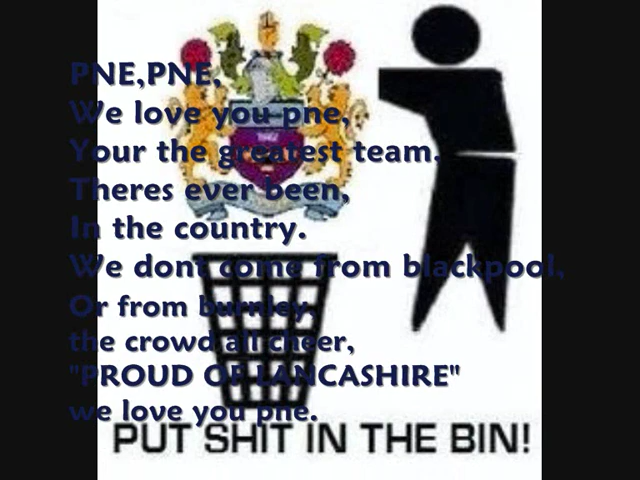 PNE,PNE,
We love you pne,
Your the greatest team.
Theres ever been,
In the country.
We dont come from blackpool,
Or from burnley,
the crowd all cheer,
"PROUD OF LANCASHIRE"
we love you pne.
PUT SHIT IN THE BIN!